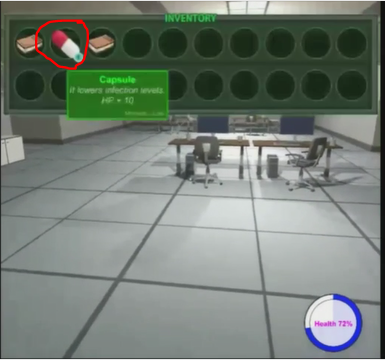 INVENTORY
Capsule
It lowers infection levels.
HP + 10
Health 72%